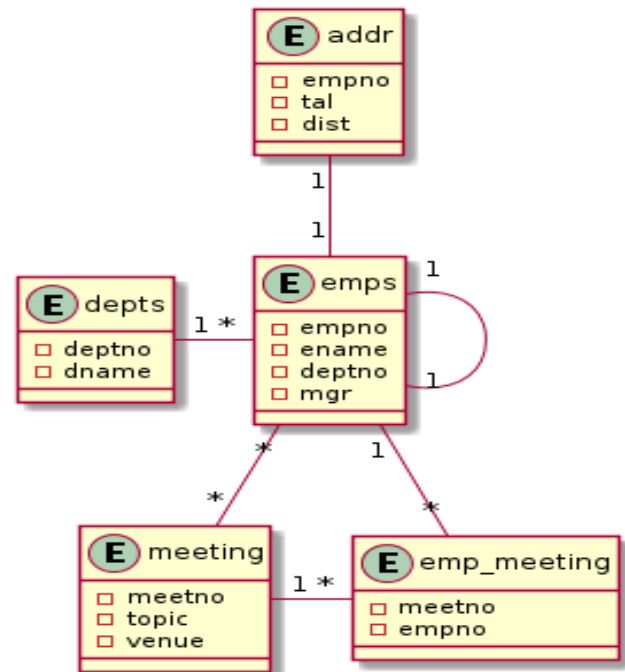 E addr
empno
tal
dist
1
1
E depts
deptno
dname
1 *
E emps
empno
ename
deptno
mgr
1
1
*
*
1
*
E meeting
meetno
topic
venue
1 *
E emp_meeting
meetno
empno